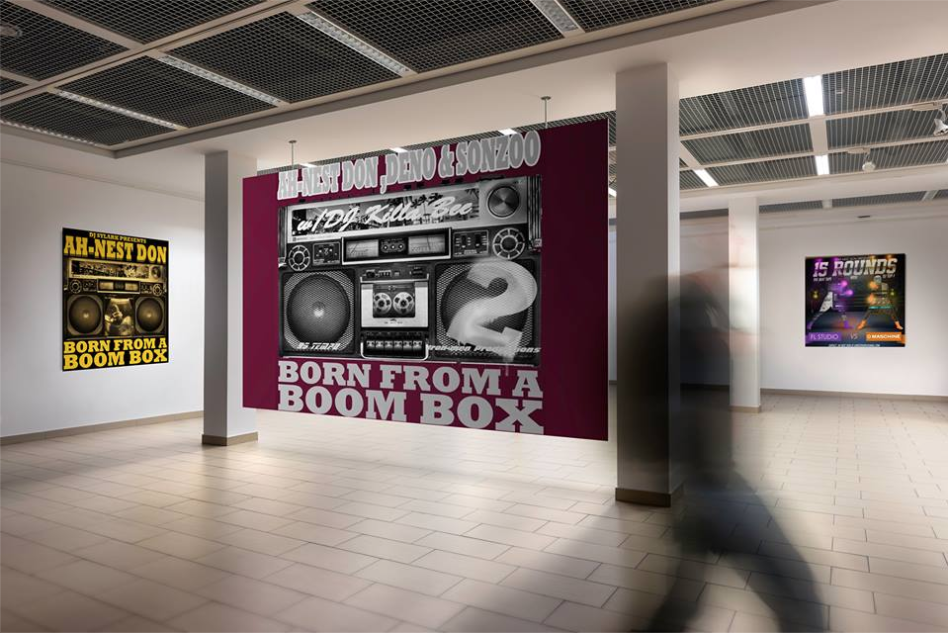 DJ SYLARK PRESENTS
AH-NEST DON
BORN FROM A
BOOM BOX
AH-NEST DON , DENO & SONZOO
w/ DJ Killa Bee
2
BORN FROM A
BOOM BOX
15 ROUNDS
FL STUDIO VS MASCHINE